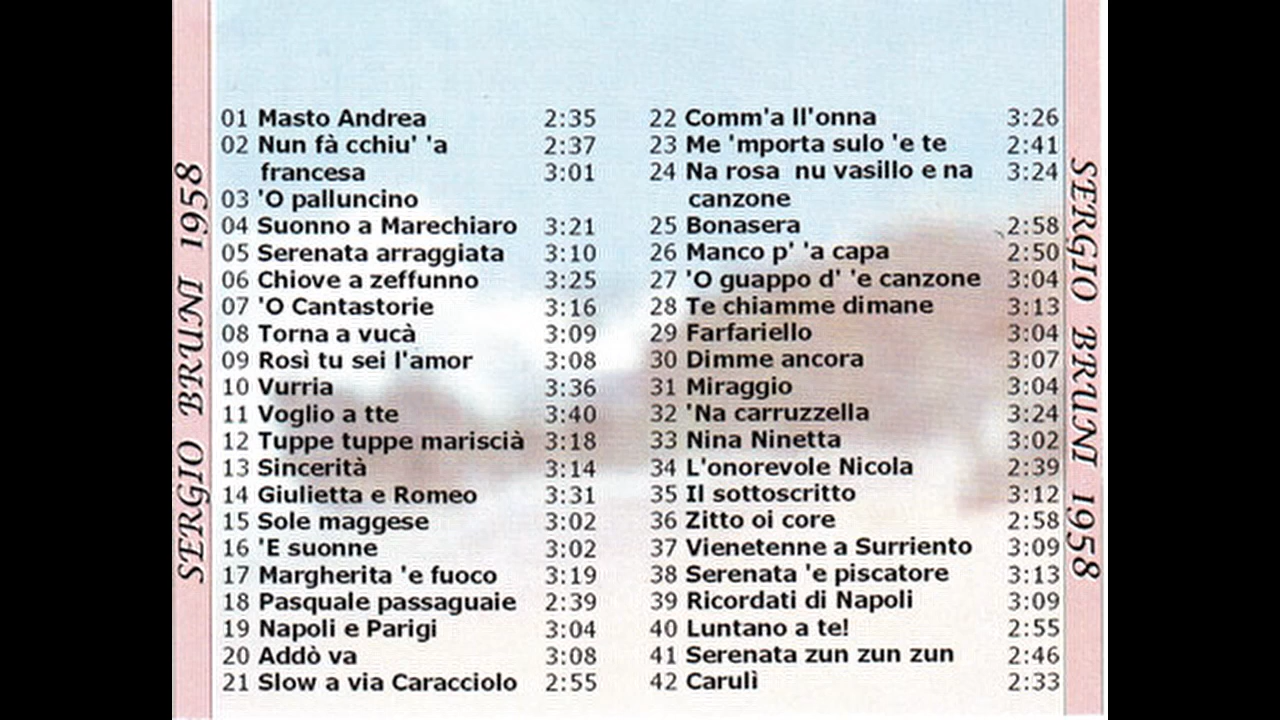 SERGIO BRUNI 1958
01 Masto Andrea 2:35
02 Nun fà cchiu' 'a 2:37
francesa 3:01
03 'O palluncino
04 Suonno a Marechiaro 3:21
05 Serenata arraggiata 3:10
06 Chiove a zeffunno 3:25
07 'O Cantastorie 3:16
08 Torna a vucà 3:09
09 Rosì tu sei l'amor 3:08
10 Vurria 3:36
11 Voglio a tte 3:40
12 Tuppe tuppe mariscià 3:18
13 Sincerità 3:14
14 Giulietta e Romeo 3:31
15 Sole maggese 3:02
16 'E suonne 3:02
17 Margherita 'e fuoco 3:19
18 Pasquale passaguaie 2:39
19 Napoli e Parigi 3:04
20 Addò va 3:08
21 Slow a via Caracciolo 2:55
22 Comm'a ll'onna 3:26
23 Me 'mporta sulo 'e te 2:41
24 Na rosa nu vasillo e na 3:24
canzone
25 Bonasera 2:58
26 Manco p' 'a capa 2:50
27 'O guappo d' 'e canzone 3:04
28 Te chiamme dimane 3:13
29 Farfariello 3:04
30 Dimme ancora 3:07
31 Miraggio 3:04
32 'Na carruzzella 3:24
33 Nina Ninetta 3:02
34 L'onorevole Nicola 2:39
35 Il sottoscritto 3:12
36 Zitto oi core 2:58
37 Vienetenne a Surriento 3:09
38 Serenata 'e piscatore 3:13
39 Ricordati di Napoli 3:09
40 Luntano a te! 2:55
41 Serenata zun zun zun 2:46
42 Carulì 2:33
SERGIO BRUNI 1958